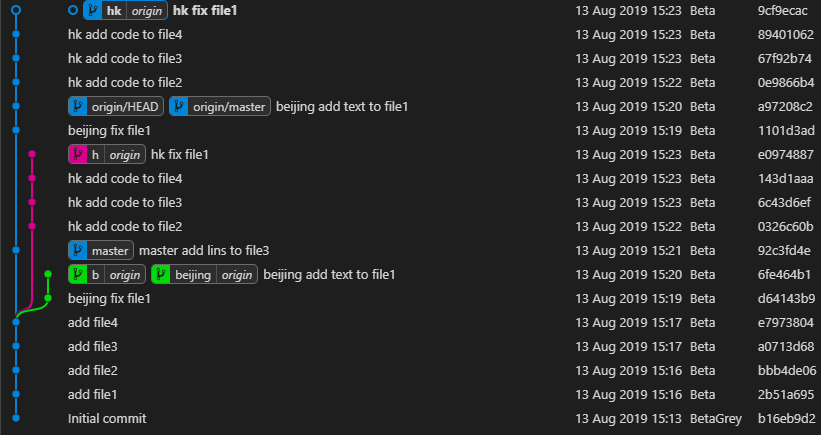 hk origin hk fix file1 13 Aug 2019 15:23 Beta 9cf9ecac
hk add code to file4 13 Aug 2019 15:23 Beta 89401062
hk add code to file3 13 Aug 2019 15:23 Beta 67f92b74
hk add code to file2 13 Aug 2019 15:22 Beta 0e9866b4
origin/HEAD origin/master beijing add text to file1 13 Aug 2019 15:20 Beta a97208c2
beijing fix file1 13 Aug 2019 15:19 Beta 1101d3ad
h origin hk fix file1 13 Aug 2019 15:23 Beta e0974887
hk add code to file4 13 Aug 2019 15:23 Beta 143d1aaa
hk add code to file3 13 Aug 2019 15:23 Beta 6c43d6ef
hk add code to file2 13 Aug 2019 15:22 Beta 0326c60b
master master add lins to file3 13 Aug 2019 15:21 Beta 92c3fd4e
b origin beijing origin beijing add text to file1 13 Aug 2019 15:20 Beta 6fe464b1
beijing fix file1 13 Aug 2019 15:19 Beta d64143b9
add file4 13 Aug 2019 15:17 Beta e7973804
add file3 13 Aug 2019 15:17 Beta a0713d68
add file2 13 Aug 2019 15:16 Beta bbb4de06
add file1 13 Aug 2019 15:16 Beta 2b51a695
Initial commit 13 Aug 2019 15:13 BetaGrey b16eb9d2